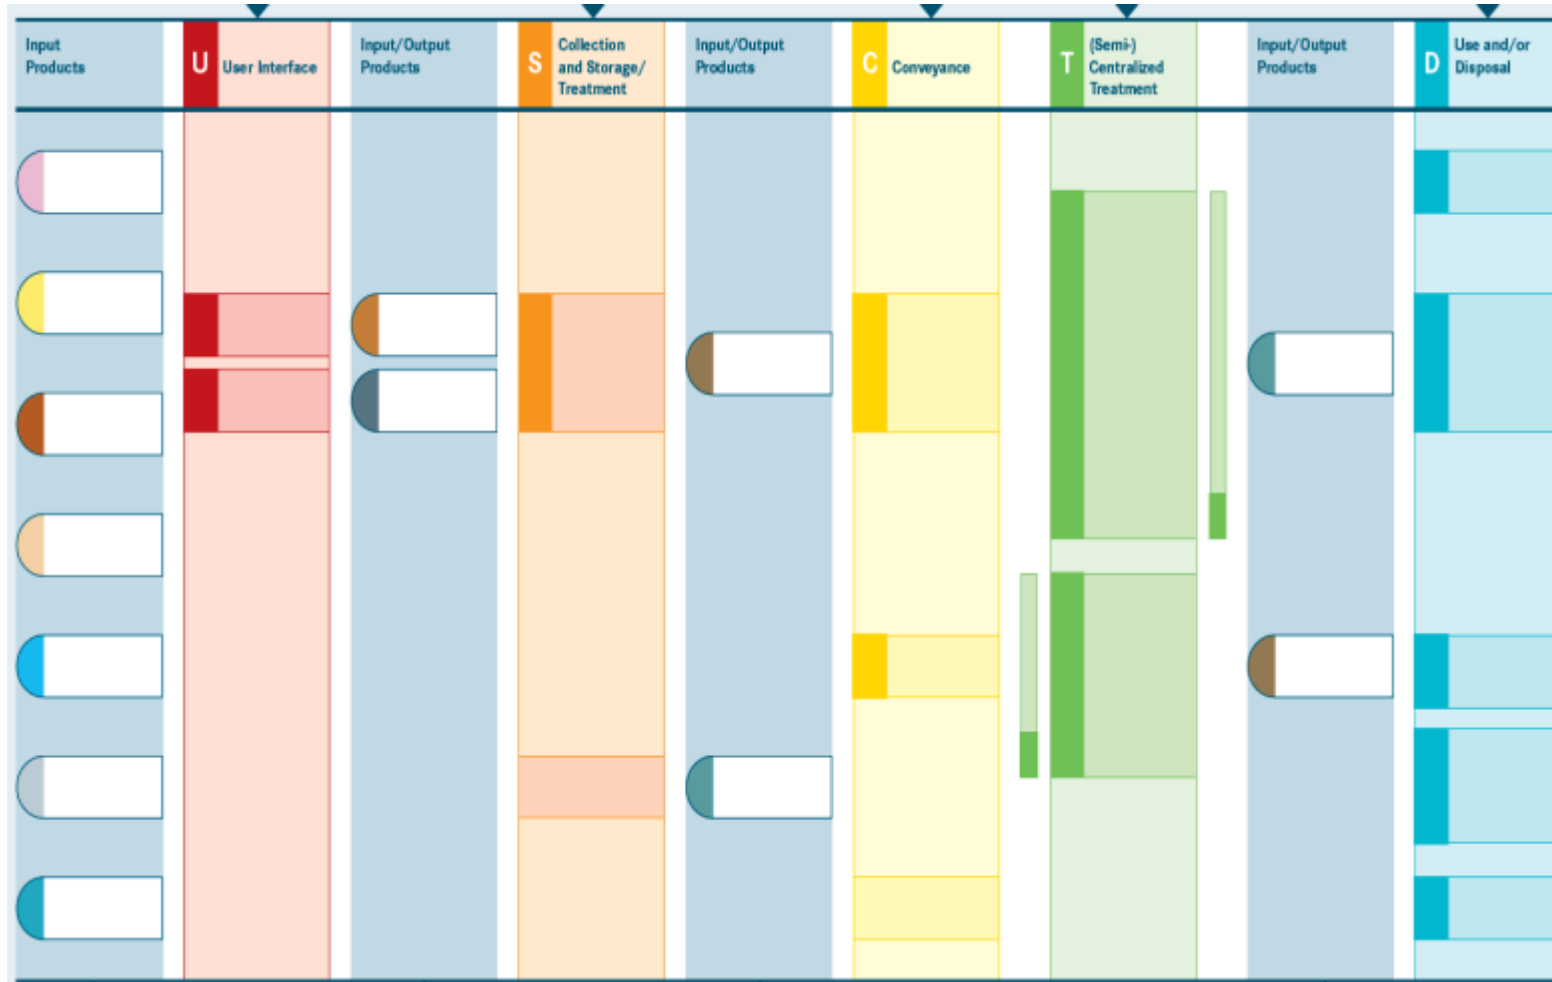 Input
Products
U
User Interface
Input/Output
Products
S
Collection
and Storage/
Treatment
Input/Output
Products
C
Conveyance
T
(Semi-)
Centralized
Treatment
Input/Output
Products
D
Use and/or
Disposal